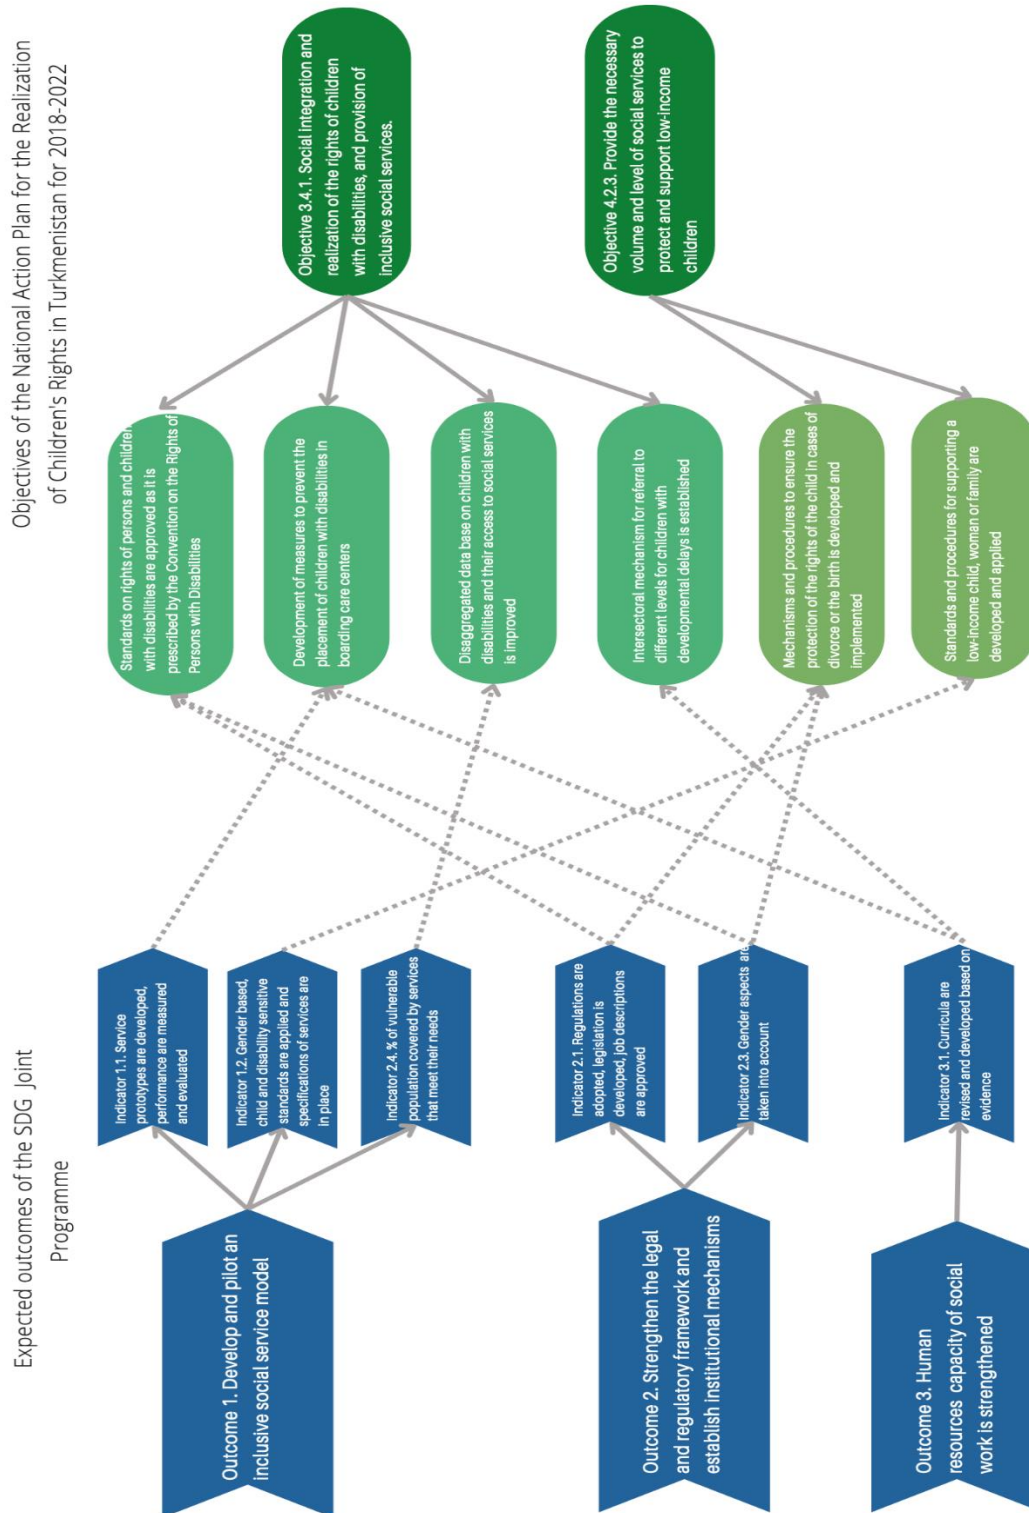 Expected outcomes of the SDG Joint
Programme
Objectives of the National Action Plan for the Realization
of Children's Rights in Turkmenistan for 2018-2022
Outcome 1. Develop and pilot an
inclusive social service model
Outcome 2. Strengthen the legal
and regulatory framework and
establish institutional mechanisms
Outcome 3. Human
resources capacity of social
work is strengthened
Indicator 1.1. Service
prototypes are developed,
performance are measured
and evaluated
Indicator 1.2. Gender based,
child and disability sensitive
standards are applied and
specifications of services are
in place
Indicator 2.4. % of vulnerable
population covered by services
that meet their needs
Indicator 2.1. Regulations are
adopted, legislation is
developed, job descriptions
are approved
Indicator 2.3. Gender aspects are
taken into account
Indicator 3.1. Curricula are
revised and developed based on
evidence
Standards on rights of persons and children
with disabilities are approved as it is
prescribed by the Convention on the Rights of
Persons with Disabilities
Development of measures to prevent the
placement of children with disabilities in
boarding care centers
Disaggregated data base on children with
disabilities and their access to social services
is improved
Intersectoral mechanism for referral to
different levels for children with
developmental delays is established
Mechanisms and procedures to ensure the
protection of the rights of the child in cases of
divorce or the birth is developed and
implemented
Standards and procedures for supporting a
low-income child, woman or family are
developed and applied
Objective 3.4.1. Social integration and
realization of the rights of children
with disabilities, and provision of
inclusive social services.
Objective 4.2.3. Provide the necessary
volume and level of social services to
protect and support low-income
children